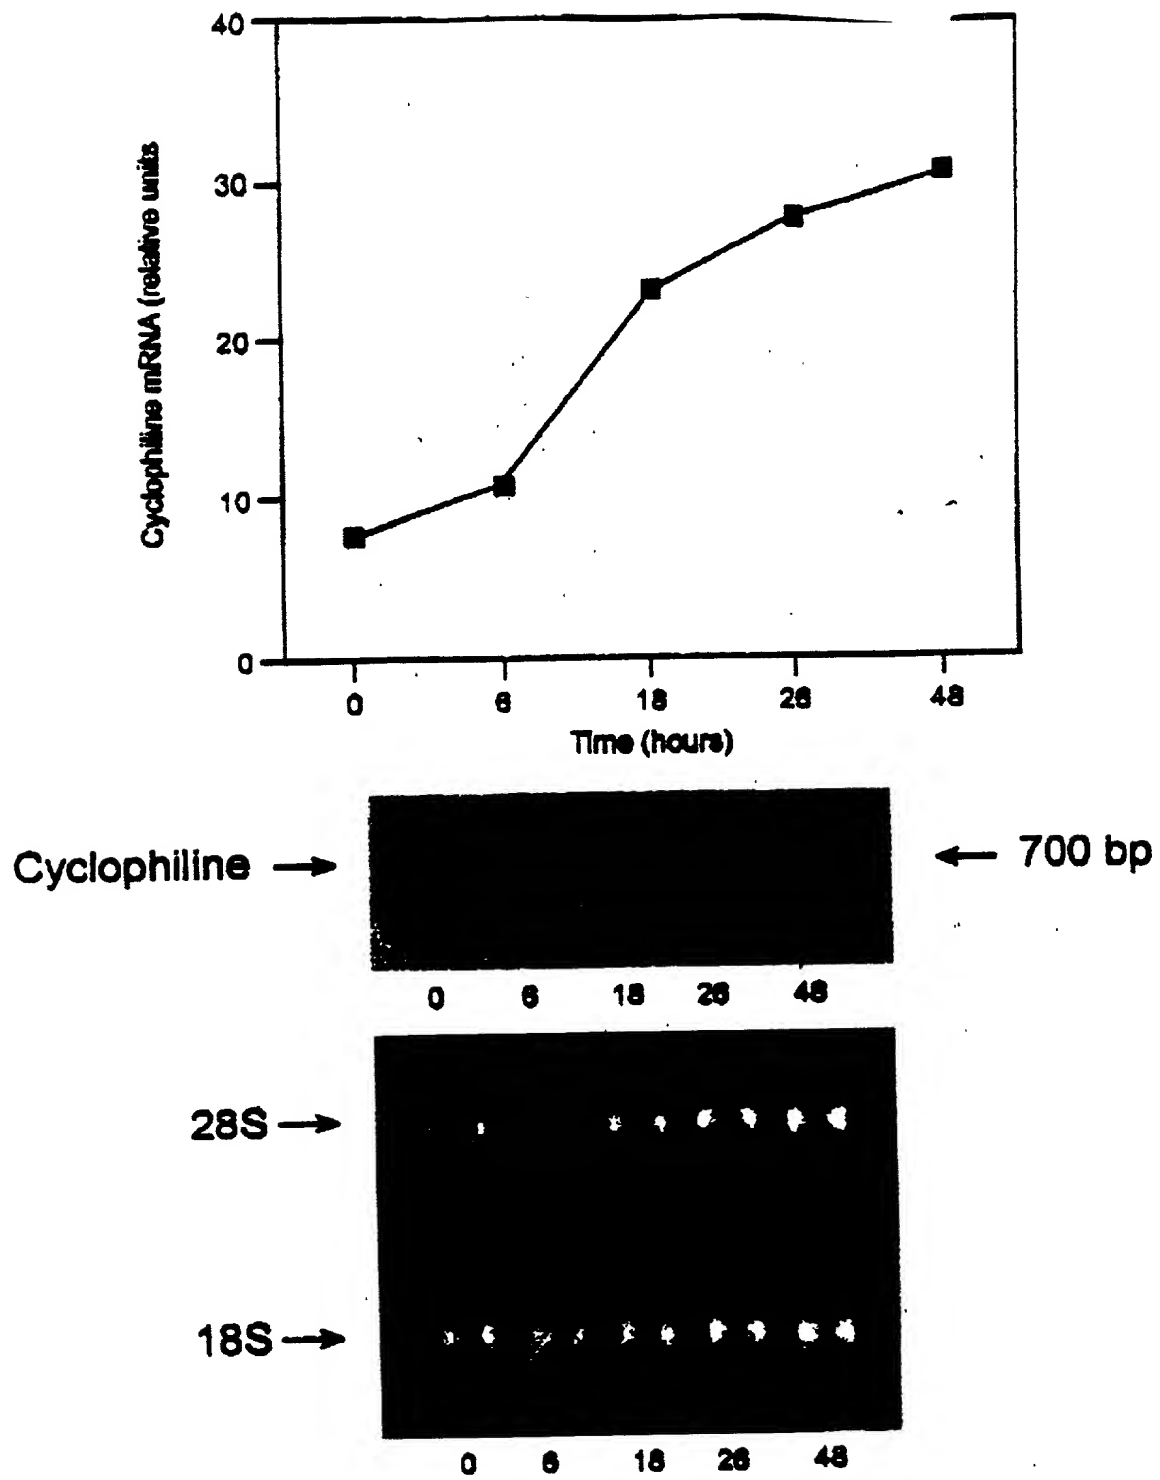 40
30
20
10
0
Cyclophiline mRNA (relative units
0 6 18 26 48
Time (hours)
Cyclophiline
700 bp
0 6 18 26 48
28S
18S
0 6 18 26 48